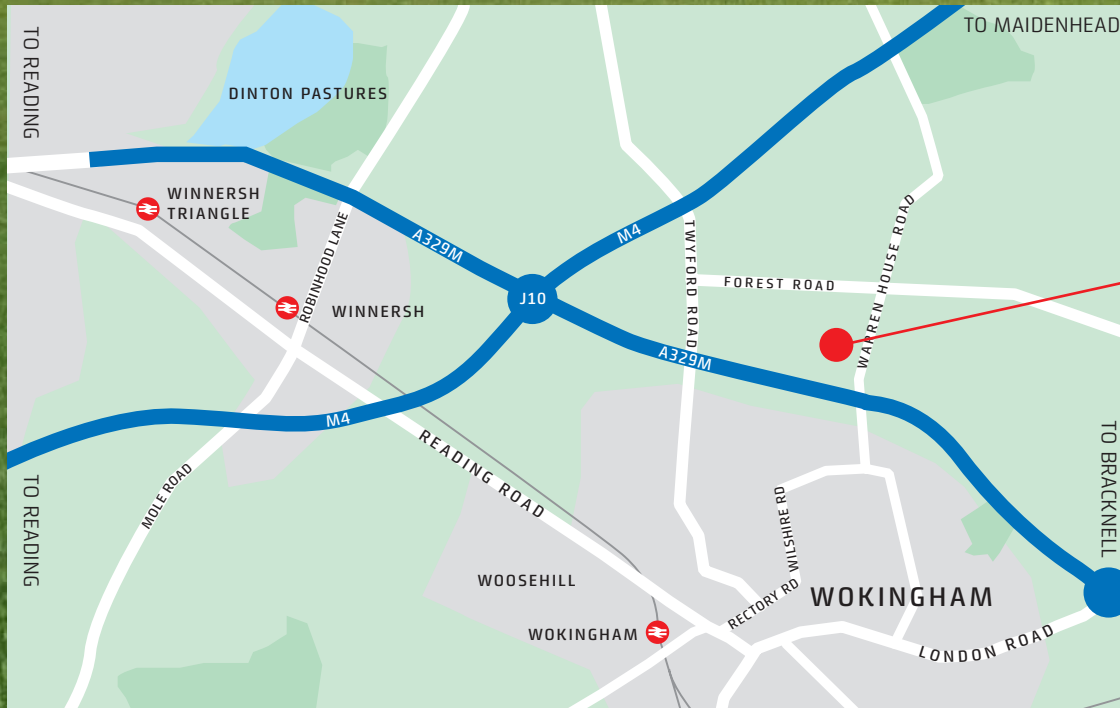 TO READING
TO MAIDENHEAD
DINTON PASTURES
WINNERSH
TRIANGLE
ROBINHOOD LANE
A329M
M4
TWYFORD ROAD
WARREN HOUSE ROAD
FOREST ROAD
J10
WINNERSH
A329M
M4
READING ROAD
TO BRACKNELL
TO READING
MOLE ROAD
WILSHIRE RD
WOOSEHILL
RECTORY RD
WOKINGHAM
WOKINGHAM
LONDON ROAD